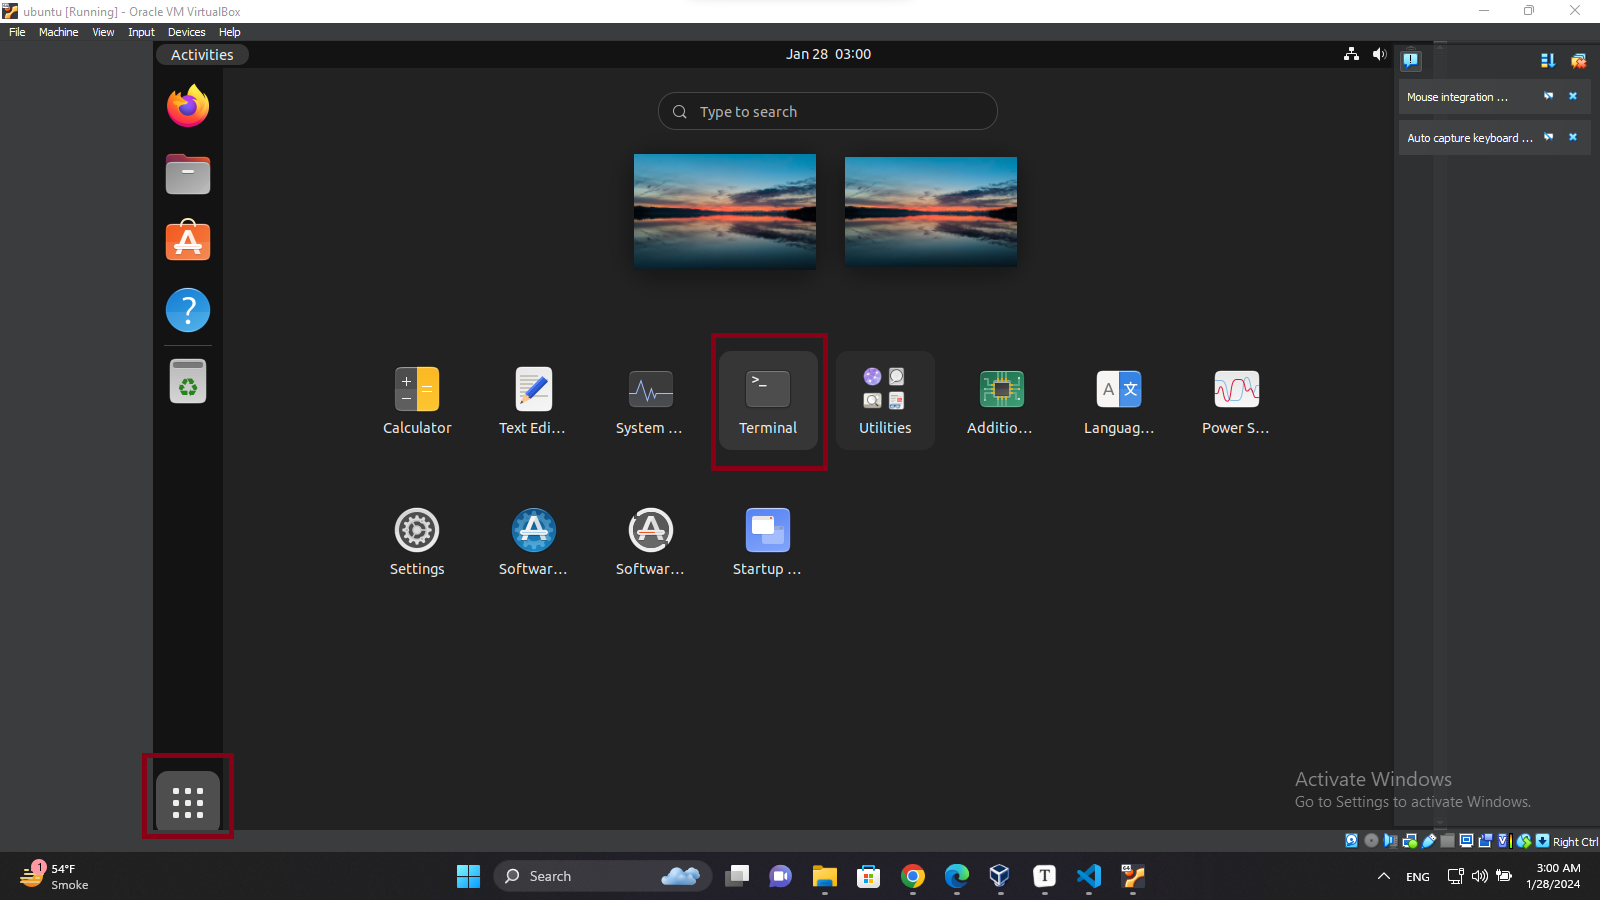 ubuntu [Running] - Oracle VM VirtualBox
File Machine View Input Devices Help
Activities
Jan 28 03:00
Type to search
Mouse integration ...
Auto capture keyboard ...
Calculator
Text Edi...
System ...
>_
Terminal
Utilities
Additio...
A 文
Languag...
Power S...
Settings
Softwar...
Softwar...
Startup ...
Activate Windows
Go to Settings to activate Windows.
Right Ctrl
1
54°F
Smoke
Search
T
ENG
3:00 AM
1/28/2024